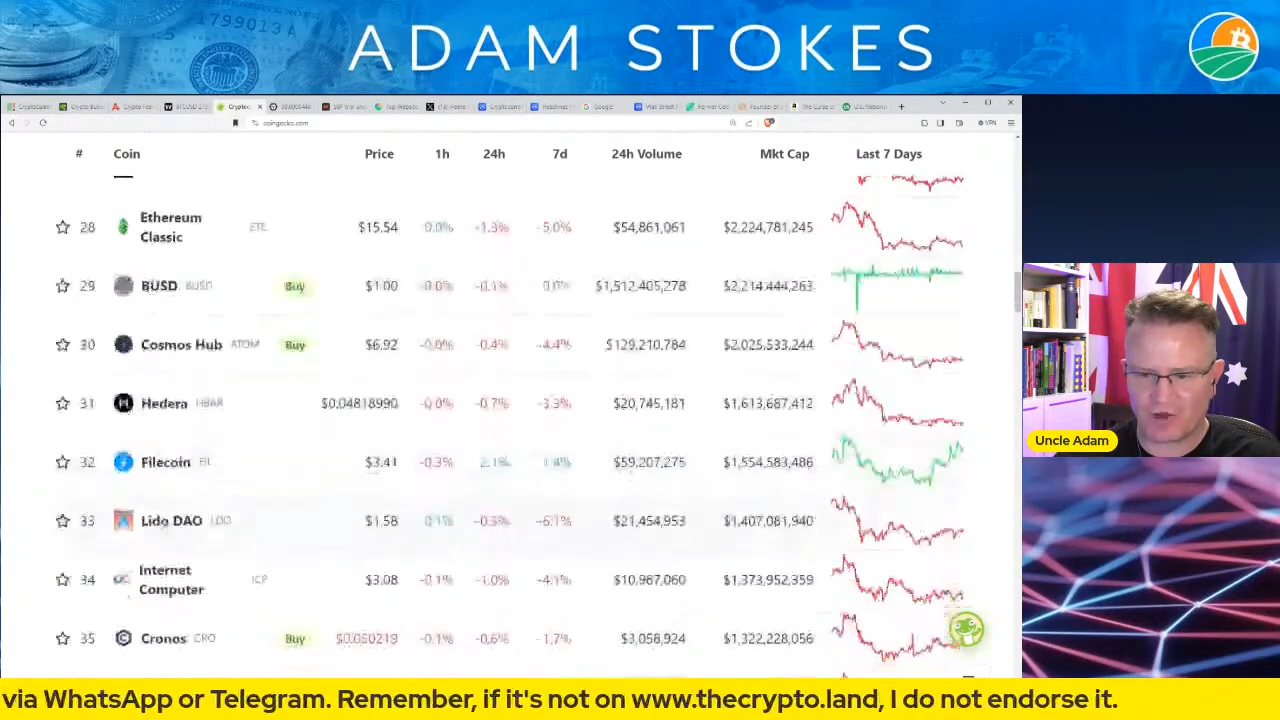 ADAM STOKES
coingecko.com
VPN
# Coin Price 1h 24h 7d 24h Volume Mkt Cap Last 7 Days
28 Ethereum Classic ETC $15.54 0.0% -1.3% -5.0% $54,861,061 $2,224,781,245
29 BUSD BUSD Buy $1.00 -0.0% -0.1% 0.0% $1,512,405,278 $2,214,444,263
30 Cosmos Hub ATOM Buy $6.92 -0.0% -0.4% -4.4% $129,210,784 $2,025,533,244
31 Hedera HBAR $0.04818990 -0.0% -0.7% -3.3% $20,745,181 $1,613,687,412
32 Filecoin FIL $3.41 -0.3% 2.1% 1.4% $59,207,275 $1,554,583,486
33 Lido DAO LDO $1.58 0.1% -0.5% -6.1% $21,454,953 $1,407,081,940
34 Internet Computer ICP $3.08 -0.1% -1.0% -4.1% $10,987,060 $1,373,952,359
35 Cronos CRO Buy $0.050219 -0.1% -0.6% -1.7% $3,058,924 $1,322,228,056
Uncle Adam
via WhatsApp or Telegram. Remember, if it's not on www.thecrypto.land, I do not endorse it.